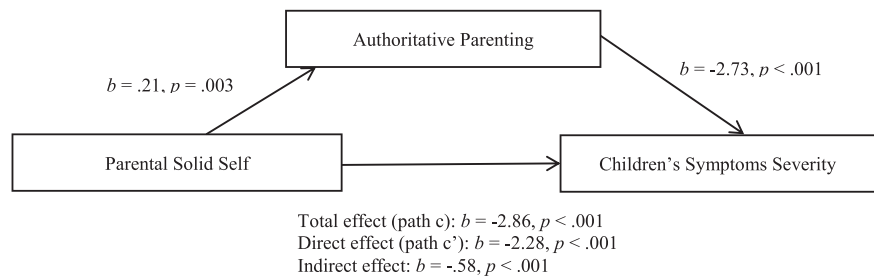 Authoritative Parenting
b = .21, p = .003
b = -2.73, p < .001
Parental Solid Self
Children’s Symptoms Severity
Total effect (path c): b = -2.86, p < .001
Direct effect (path c’): b = -2.28, p < .001
Indirect effect: b = -.58, p < .001